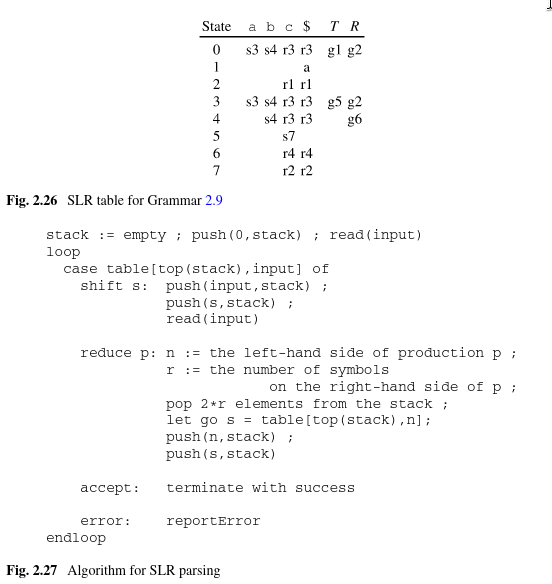 State a b c $ T R
0 s3 s4 r3 r3 g1 g2
1 a
2 r1 r1
3 s3 s4 r3 r3 g5 g2
4 s4 r3 r3 g6
5 s7
6 r4 r4
7 r2 r2
Fig. 2.26 SLR table for Grammar 2.9
stack := empty ; push(0,stack) ; read(input)
loop
case table[top(stack),input] of
shift s: push(input,stack) ;
push(s,stack) ;
read(input)
reduce p: n := the left-hand side of production p ;
r := the number of symbols
on the right-hand side of p ;
pop 2*r elements from the stack ;
let go s = table[top(stack),n];
push(n,stack) ;
push(s,stack)
accept: terminate with success
error: reportError
endloop
Fig. 2.27 Algorithm for SLR parsing